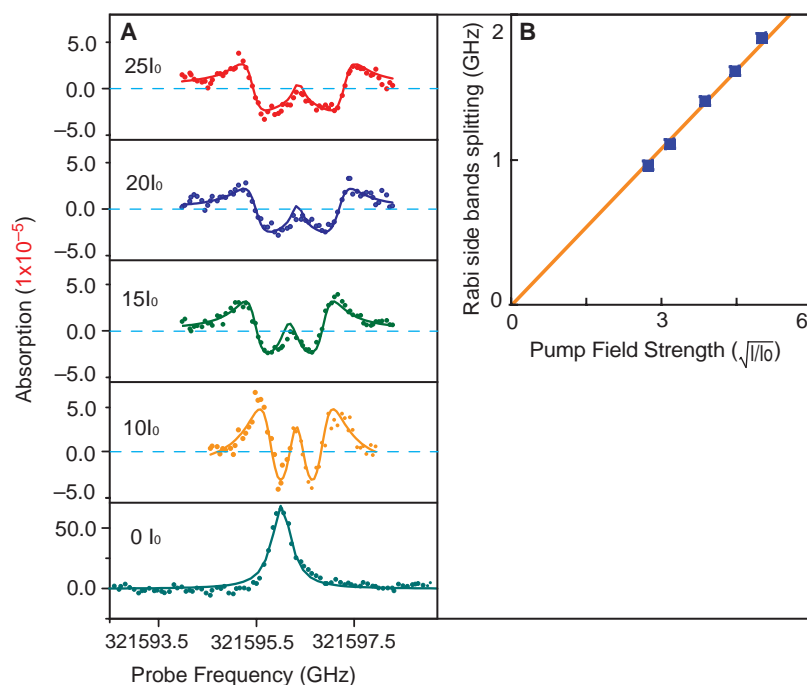 A
25I₀
5.0
0.0
−5.0
20I₀
5.0
0.0
−5.0
15I₀
5.0
0.0
−5.0
10I₀
5.0
0.0
−5.0
0 I₀
50.0
0.0
Absorption (1x10⁻⁵)
321593.5 321595.5 321597.5
Probe Frequency (GHz)
B
2
1
0
Rabi side bands splitting (GHz)
0 3 6
Pump Field Strength (√I/I0)